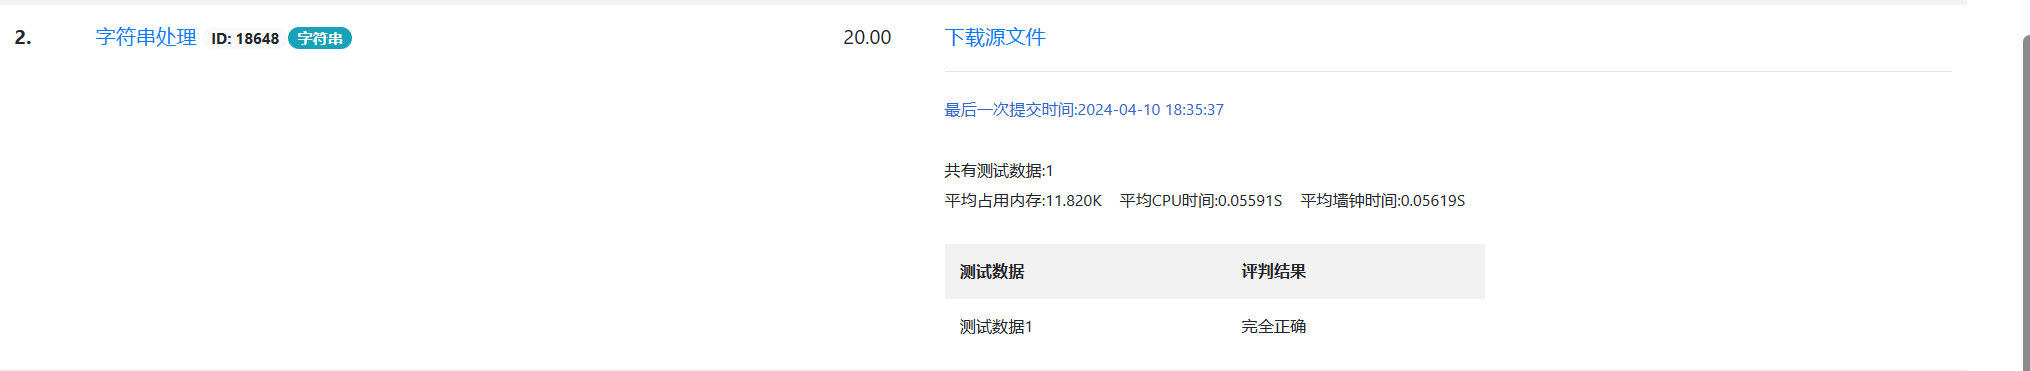 2. 字符串处理 ID: 18648 字符串 20.00 下载源文件
最后一次提交时间:2024-04-10 18:35:37
共有测试数据:1
平均占用内存:11.820K 平均CPU时间:0.05591S 平均墙钟时间:0.05619S
测试数据 评判结果
测试数据1 完全正确